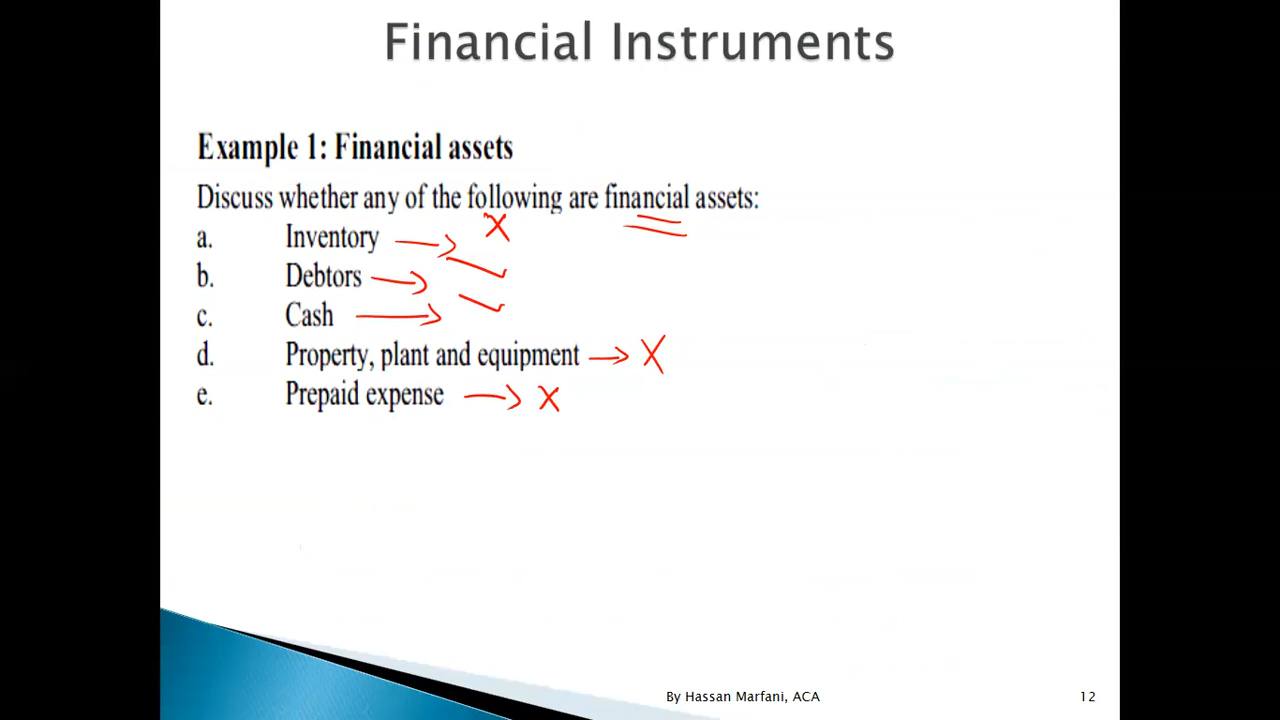 Financial Instruments
Example 1: Financial assets
Discuss whether any of the following are financial assets:
a. Inventory → X
b. Debtors → ✓
c. Cash → ✓
d. Property, plant and equipment → X
e. Prepaid expense → X
By Hassan Marfani, ACA 12